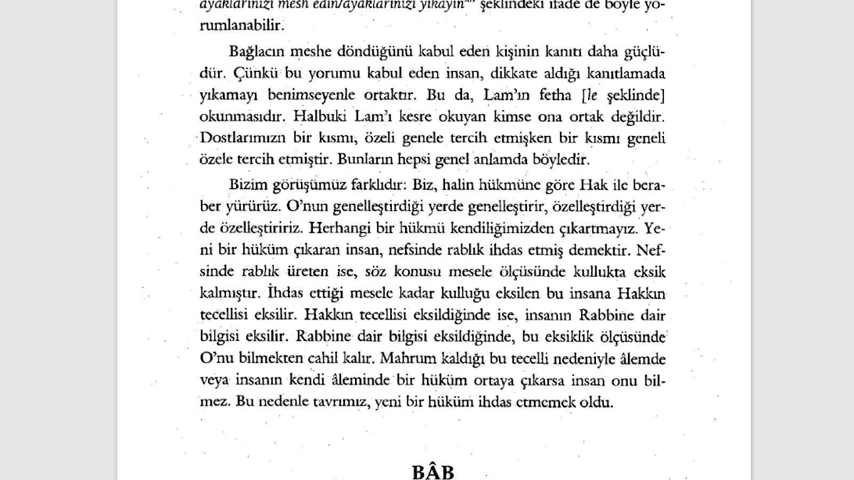 ayaklarınızı mesh edin/ayaklarınızı yıkayın"" şeklindeki ifade de böyle yo-
rumlanabilir.
Bağlacın meshe döndüğünü kabul eden kişinin kanıtı daha güçlü-
dür. Çünkü bu yorumu kabul eden insan, dikkate aldığı kanıtlamada
yıkamayı benimseyenle ortaktır. Bu da, Lam'ın fetha [le şeklinde]
okunmasıdır. Halbuki Lam'ı kesre okuyan kimse ona ortak değildir.
Dostlarımızın bir kısmı, özeli genele tercih etmişken bir kısmı geneli
özele tercih etmiştir. Bunların hepsi genel anlamda böyledir.
Bizim görüşümüz farklıdır: Biz, halin hükmüne göre Hak ile bera-
ber yürürüz. O'nun genelleştirdiği yerde genelleştirir, özelleştirdiği yer-
de özelleştiririz. Herhangi bir hükmü kendiliğimizden çıkartmayız. Ye-
ni bir hüküm çıkaran insan, nefsinde rablık ihdas etmiş demektir. Nef-
sinde rablık üreten ise, söz konusu mesele ölçüsünde kullukta eksik
kalmıştır. İhdas ettiği mesele kadar kulluğu eksilen bu insana Hakkın
tecellisi eksilir. Hakkın tecellisi eksildiğinde ise, insanın Rabbine dair
bilgisi eksilir. Rabbine dair bilgisi eksildiğinde, bu eksiklik ölçüsünde
O'nu bilmekten cahil kalır. Mahrum kaldığı bu tecelli nedeniyle âlemde
veya insanın kendi âleminde bir hüküm ortaya çıkarsa insan onu bil-
mez. Bu nedenle tavrımız, yeni bir hüküm ihdas etmemek oldu.
BÂB